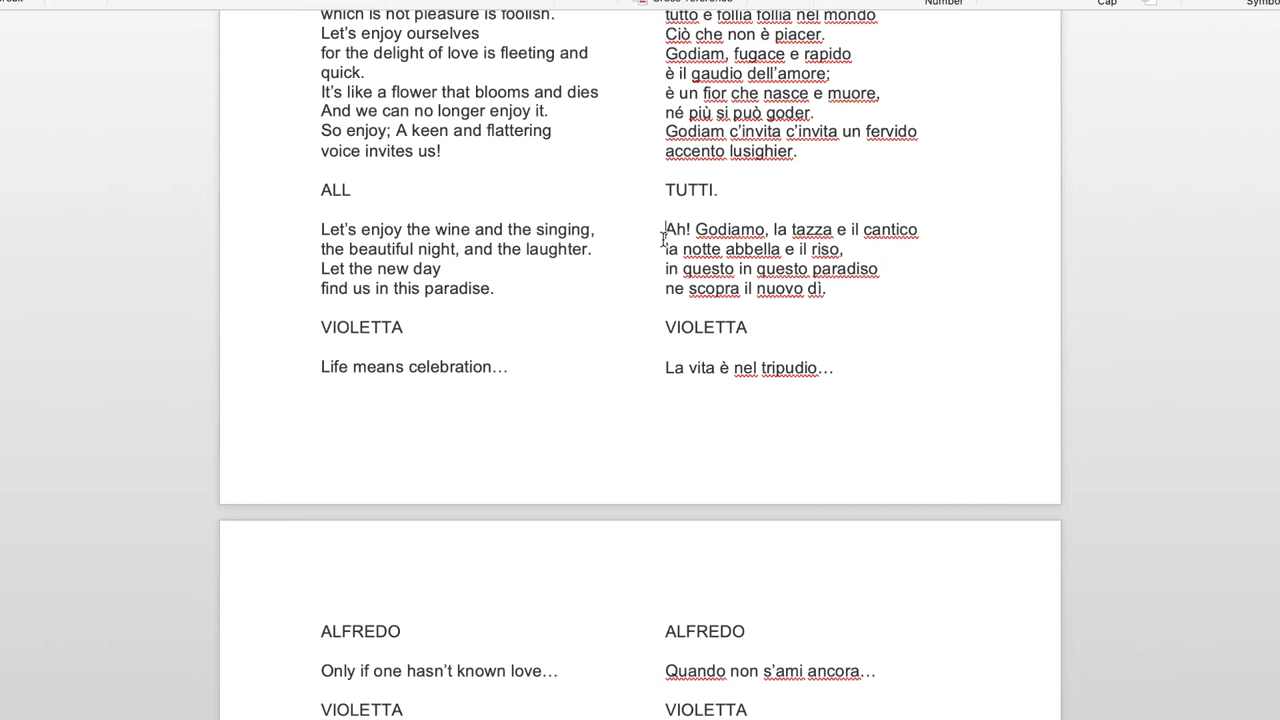 Number
Cap
which is not pleasure is foolish.
Let’s enjoy ourselves
for the delight of love is fleeting and
quick.
It’s like a flower that blooms and dies
And we can no longer enjoy it.
So enjoy; A keen and flattering
voice invites us!
ALL
Let’s enjoy the wine and the singing,
the beautiful night, and the laughter.
Let the new day
find us in this paradise.
VIOLETTA
Life means celebration…
tutto è follia follia nel mondo
Ciò che non è piacer.
Godiam, fugace e rapido
è il gaudio dell’amore;
è un fior che nasce e muore,
né più si può goder.
Godiam c’invita c’invita un fervido
accento lusighier.
TUTTI.
Ah! Godiamo, la tazza e il cantico
la notte abbella e il riso,
in questo in questo paradiso
ne scopra il nuovo dì.
VIOLETTA
La vita è nel tripudio…
ALFREDO
Only if one hasn’t known love…
VIOLETTA
ALFREDO
Quando non s’ami ancora…
VIOLETTA